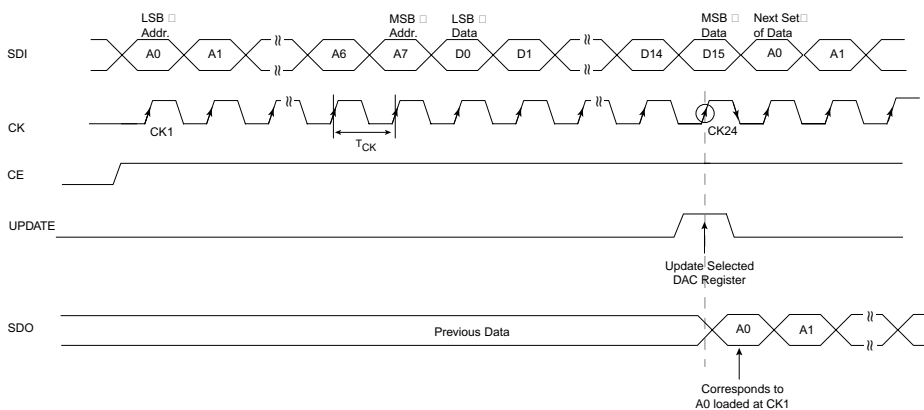 LSB □ MSB □ LSB □ MSB □ Next Set□
Addr. Addr. Data Data of Data
SDI A0 A1 A6 A7 D0 D1 D14 D15 A0 A1
CK CK1 CK24
TCK
CE
UPDATE
Update Selected
DAC Register
SDO Previous Data A0 A1
Corresponds to
A0 loaded at CK1